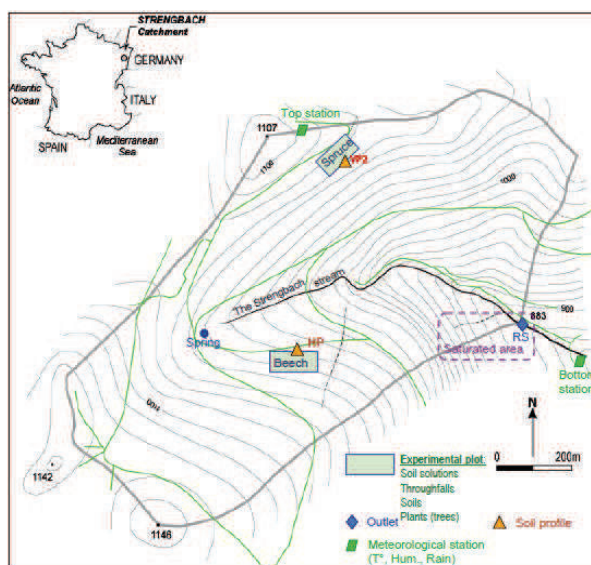 STRENGBACH
Catchment
GERMANY
Atlantic
Ocean
ITALY
SPAIN
Mediterranean
Sea
Top station
1107
1100
Spruce
VP2
1000
The Strengbach stream
900
883
RS
Spring
HP
Beech
Saturated area
Bottom
station
1100
N
1142
1146
0 200m
Experimental plot:
Soil solutions
Throughfalls
Soils
Plants (trees)
Outlet
Soil profile
Meteorological station
(T°, Hum., Rain)